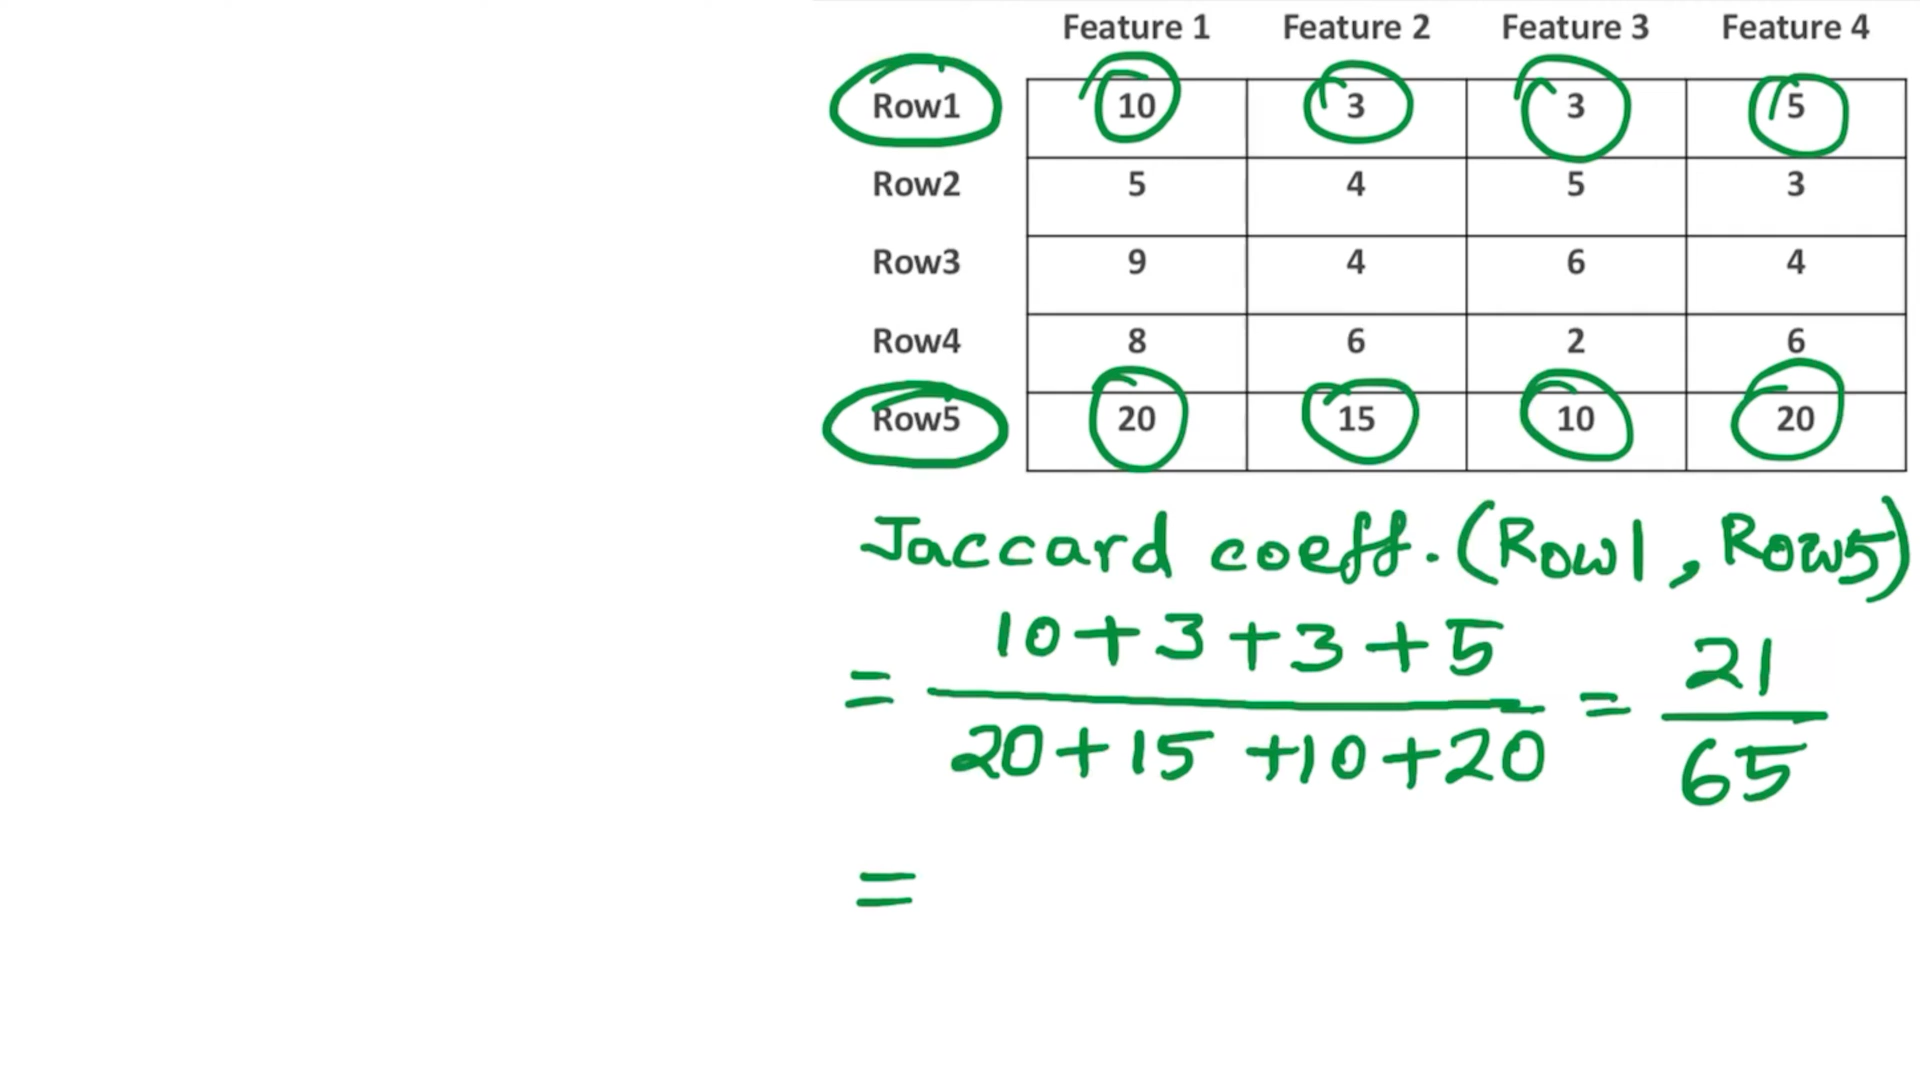 Feature 1 Feature 2 Feature 3 Feature 4
Row1 10 3 3 5
Row2 5 4 5 3
Row3 9 4 6 4
Row4 8 6 2 6
Row5 20 15 10 20
Jaccard coeff. (Row1, Row5)
10+3+3+5
= = 21
20+15+10+20 65
=